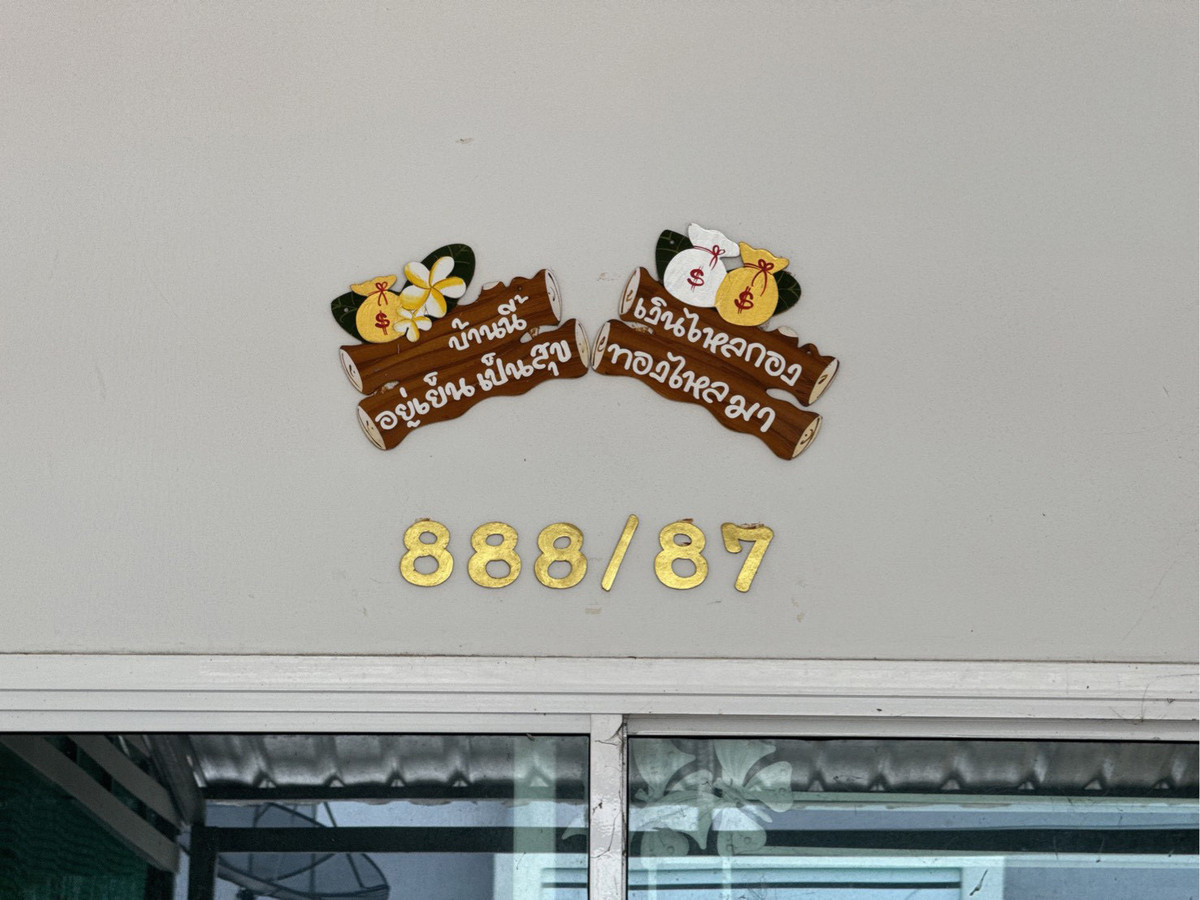 บ้านนี้
อยู่เย็น เป็นสุข
เงินไหลกอง
ทองไหลมา
888/87